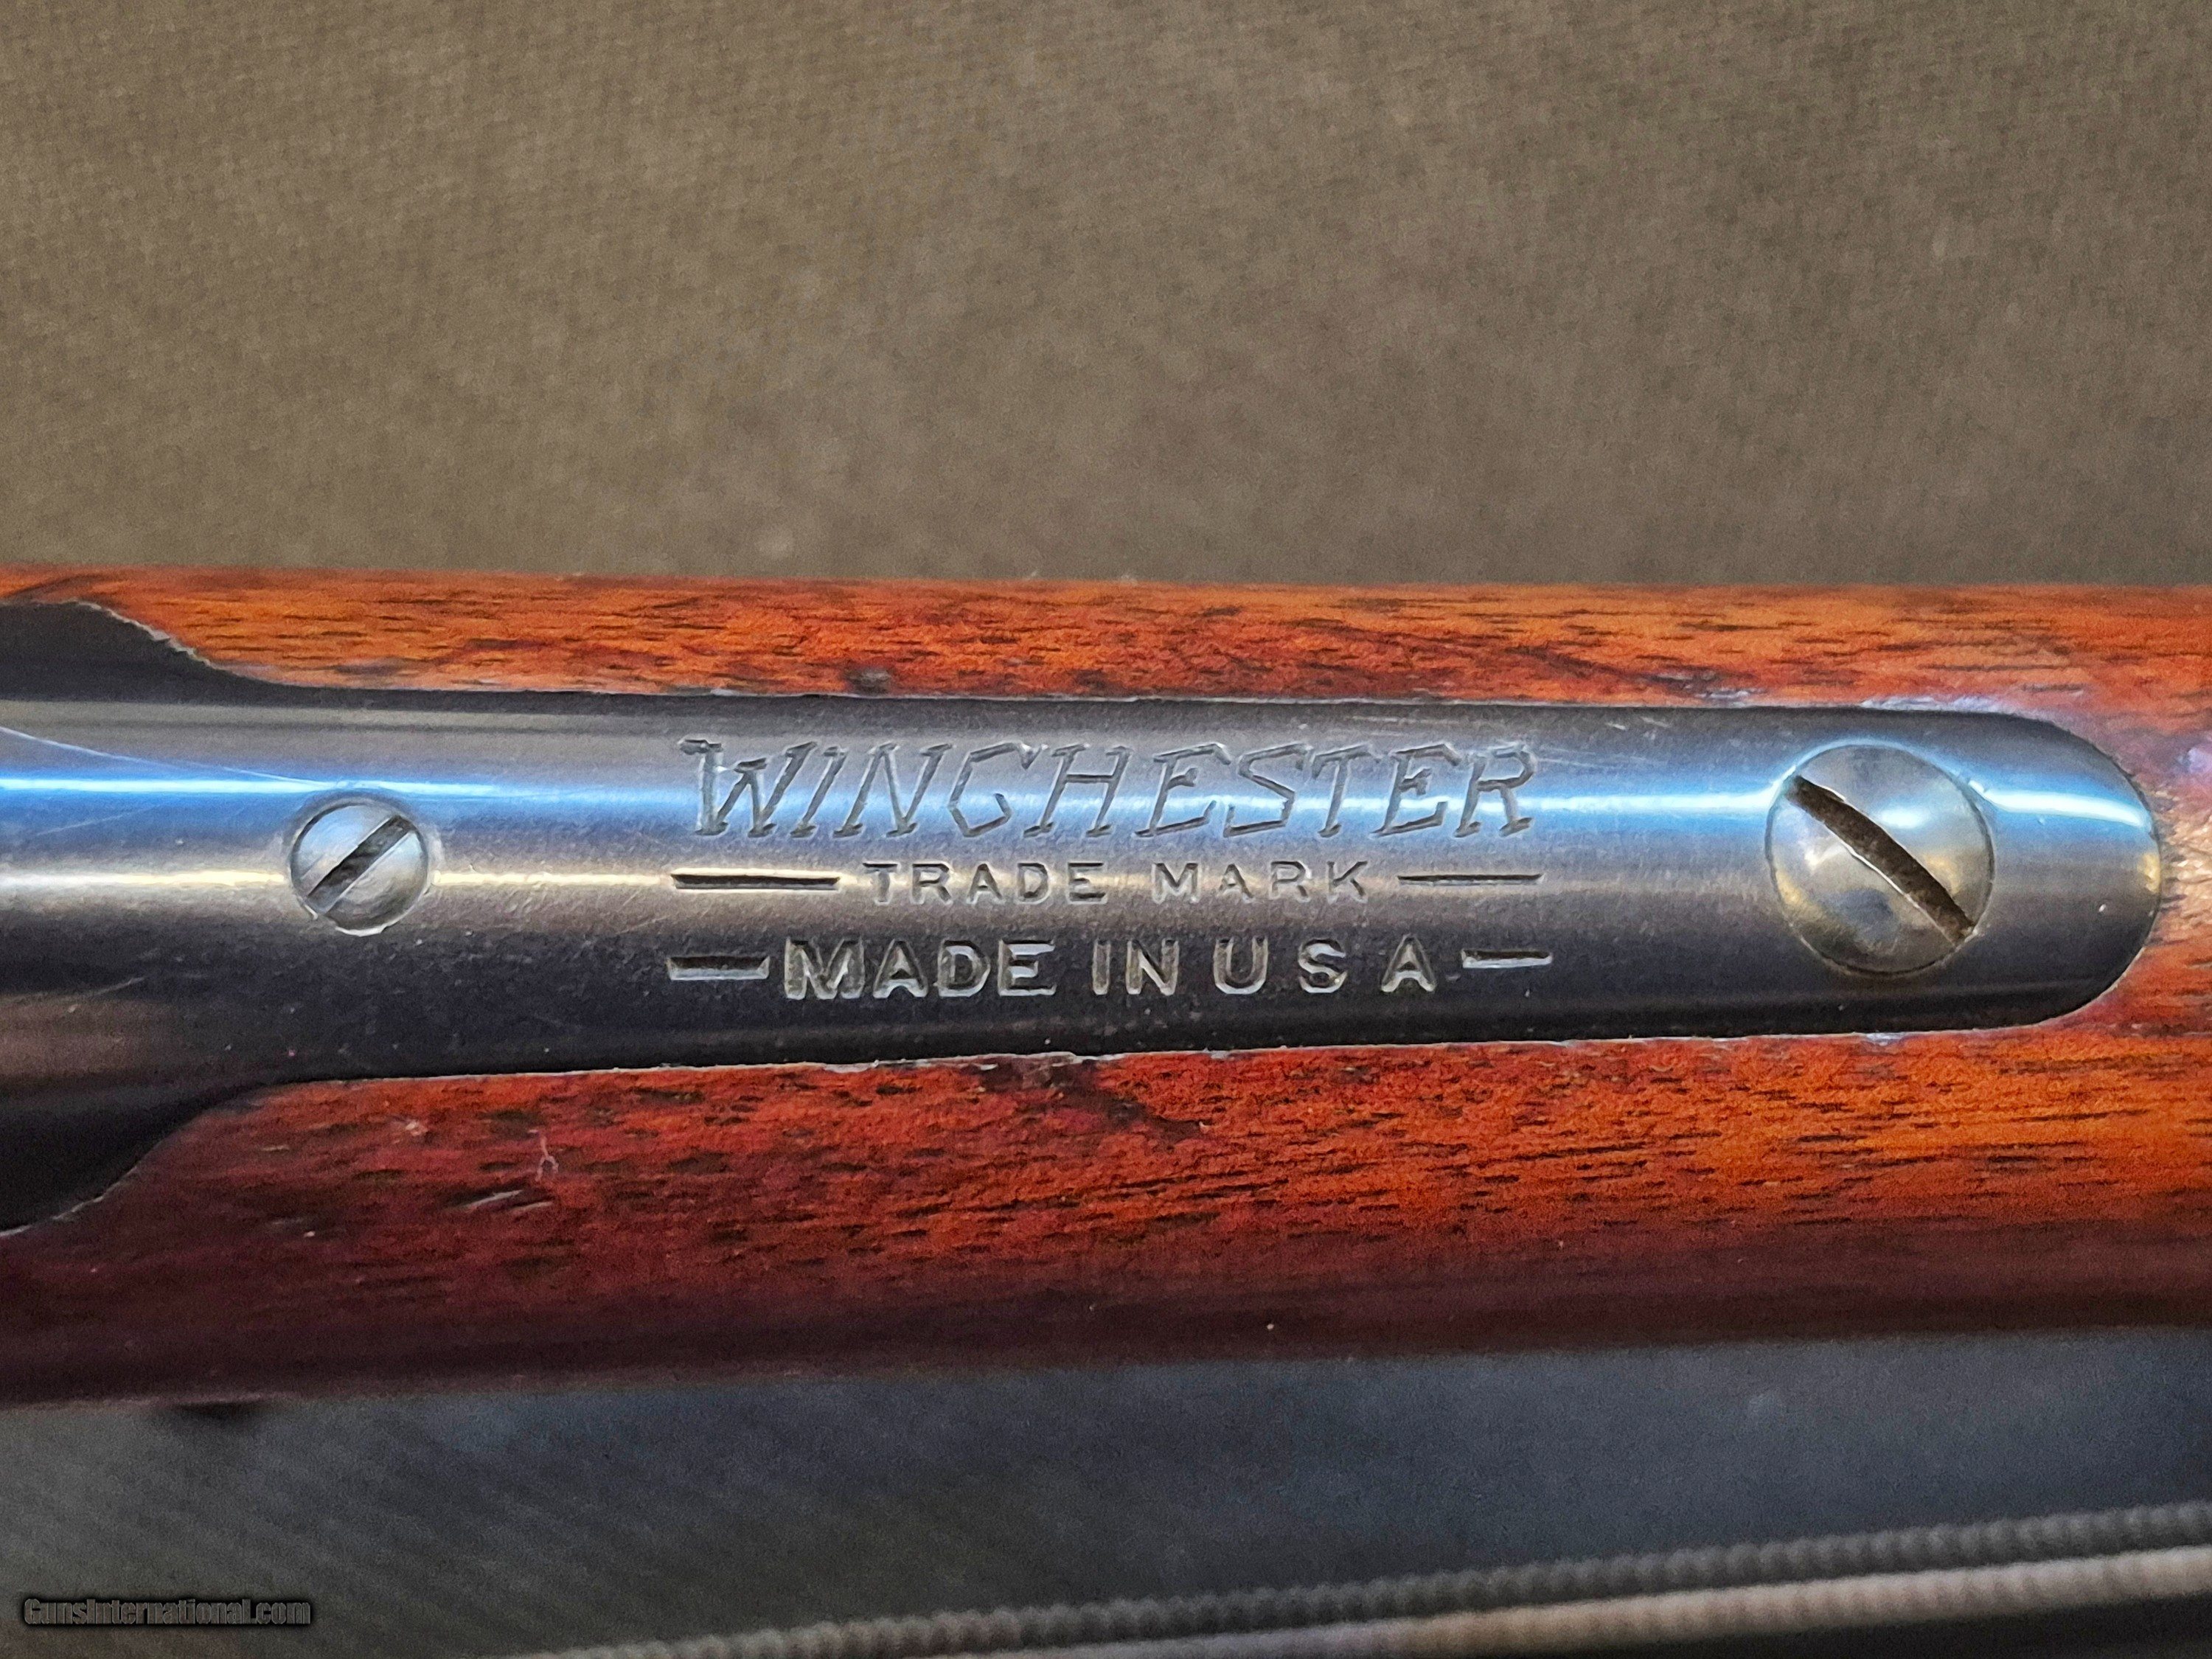 WINCHESTER
— TRADE MARK —
— MADE IN U S A —
GunsInternational.com